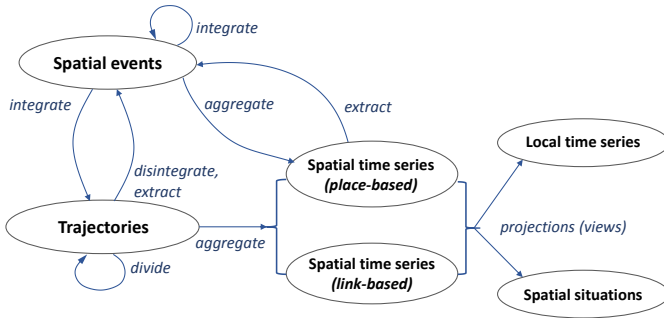 integrate
Spatial events
integrate
aggregate
extract
disintegrate,
extract
Spatial time series
(place-based)
Local time series
Trajectories
aggregate
projections (views)
divide
Spatial time series
(link-based)
Spatial situations